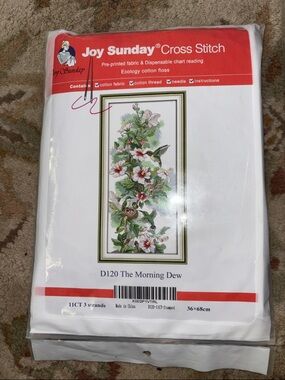 Joy Sunday® Cross Stitch
Pre-printed fabric & Dispensable chart reading
Ecology cotton floss
Joy Sunday
Contains cotton fabric cotton thread needle instructions
D120 The Morning Dew
11CT 3 strands
Made in China
36×68cm